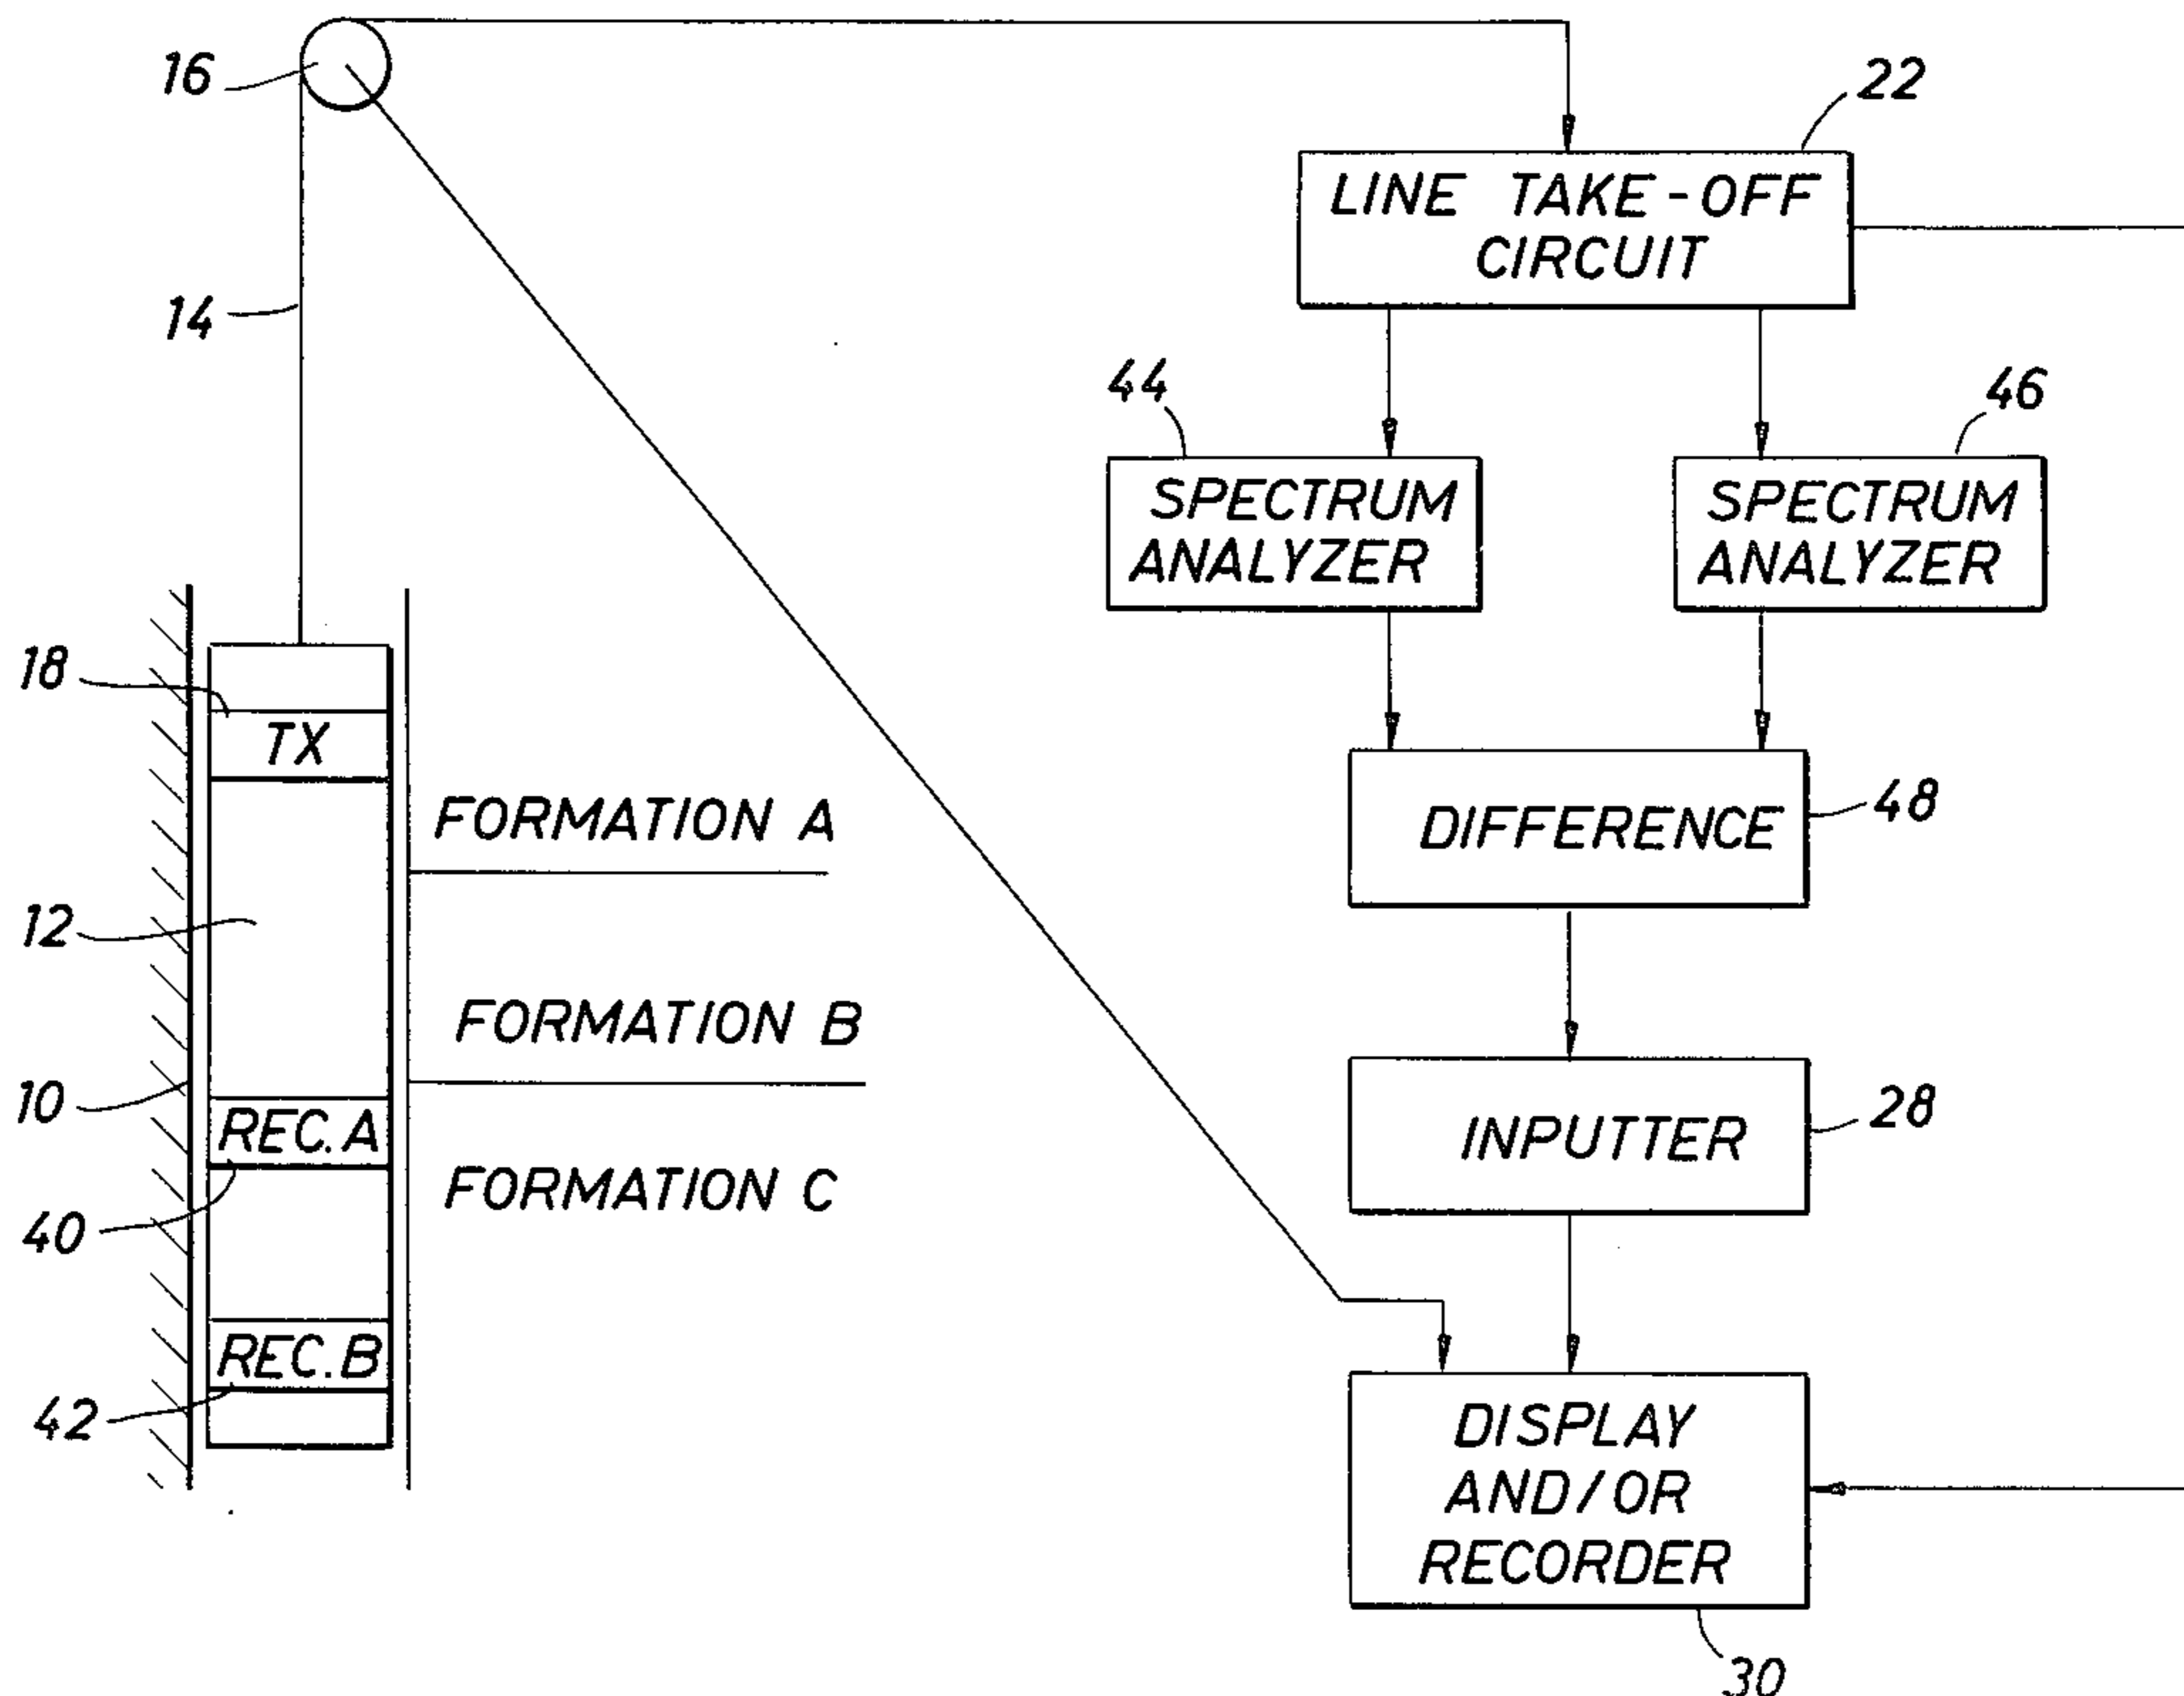 16
22
LINE TAKE-OFF
CIRCUIT
14
44
46
SPECTRUM
ANALYZER
SPECTRUM
ANALYZER
18
TX
FORMATION A
DIFFERENCE
48
12
FORMATION B
10
REC. A
INPUTTER
28
FORMATION C
40
REC. B
42
DISPLAY
AND/OR
RECORDER
30